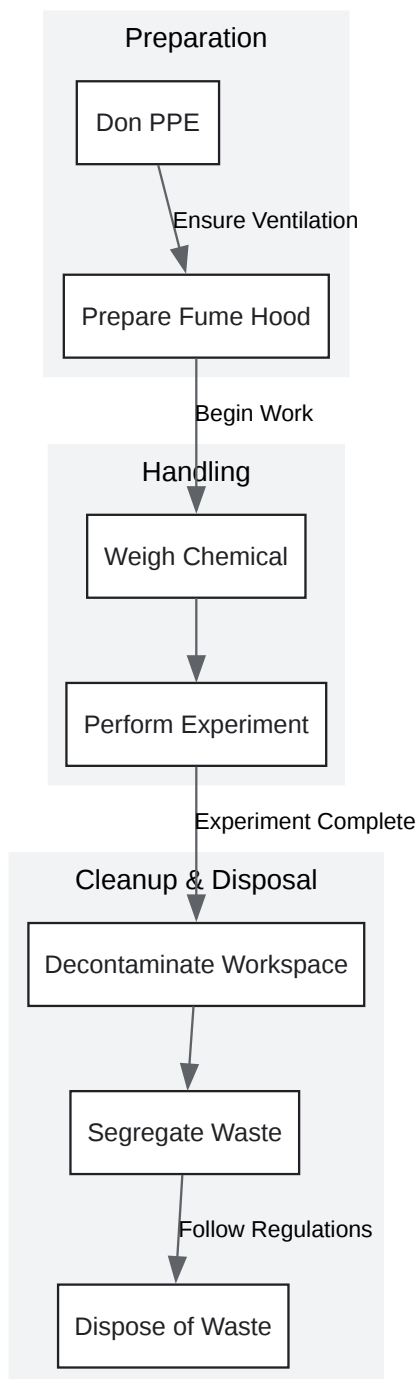 Preparation
Don PPE
Ensure Ventilation
Prepare Fume Hood
Begin Work
Handling
Weigh Chemical
Perform Experiment
Experiment Complete
Cleanup & Disposal
Decontaminate Workspace
Segregate Waste
Follow Regulations
Dispose of Waste